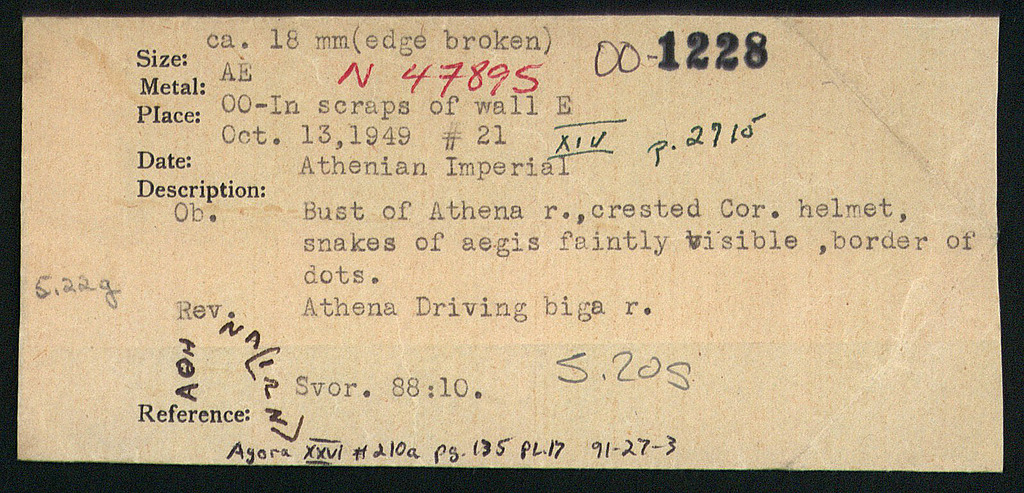 Size: ca. 18 mm(edge broken) OO-1228
Metal: AE N 47895
Place: OO-In scraps of wall E
Oct. 13,1949 # 21 XIV p. 2715
Date: Athenian Imperial
Description:
Ob. Bust of Athena r.,crested Cor. helmet,
snakes of aegis faintly visible ,border of
dots.
5.22g
Rev. Athena Driving biga r.
ΑΘΗ ΝΑ(
Svor. 88:10. 5.20g
Reference:
Agora XXVI # 210a pg. 135 PL.17 91-27-3